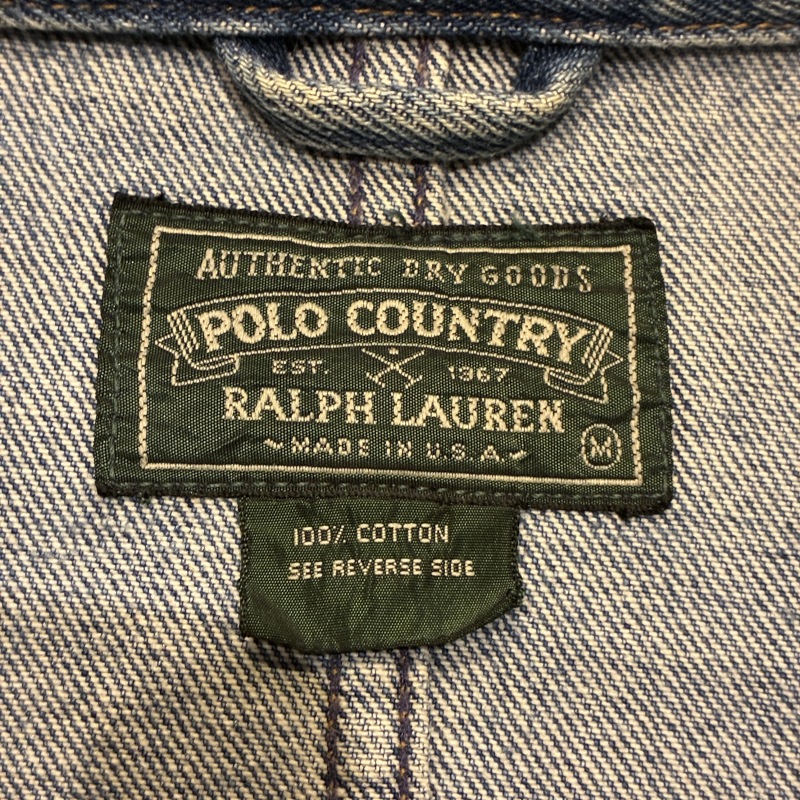 AUTHENTIC DRY GOODS
POLO COUNTRY
EST. 1967
RALPH LAUREN
~MADE IN U.S.A~ M
100% COTTON
SEE REVERSE SIDE